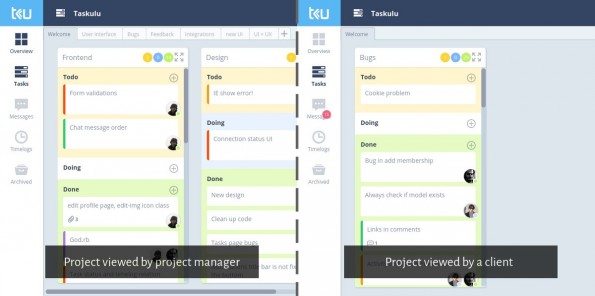 tku
Taskulu
Overview
Tasks
Messages
Timelogs
Archived
Welcome
User interface
Bugs
Feedback
Integrations
new UI
UI + UX
Frontend
Todo
Form validations
Chat message order
Doing
Done
edit profile page, edit-img icon class
3
God.rb
Design
Todo
IE show error!
Doing
Connection status UI
Done
New design
Clean up code
Tasks page bugs
Project viewed by project manager
tku
Taskulu
Overview
Tasks
Messa
Timelogs
Archived
Welcome
Bugs
Todo
Cookie problem
Doing
Done
Bug in add membership
Always check if model exists
Links in comments
1
Project viewed by a client